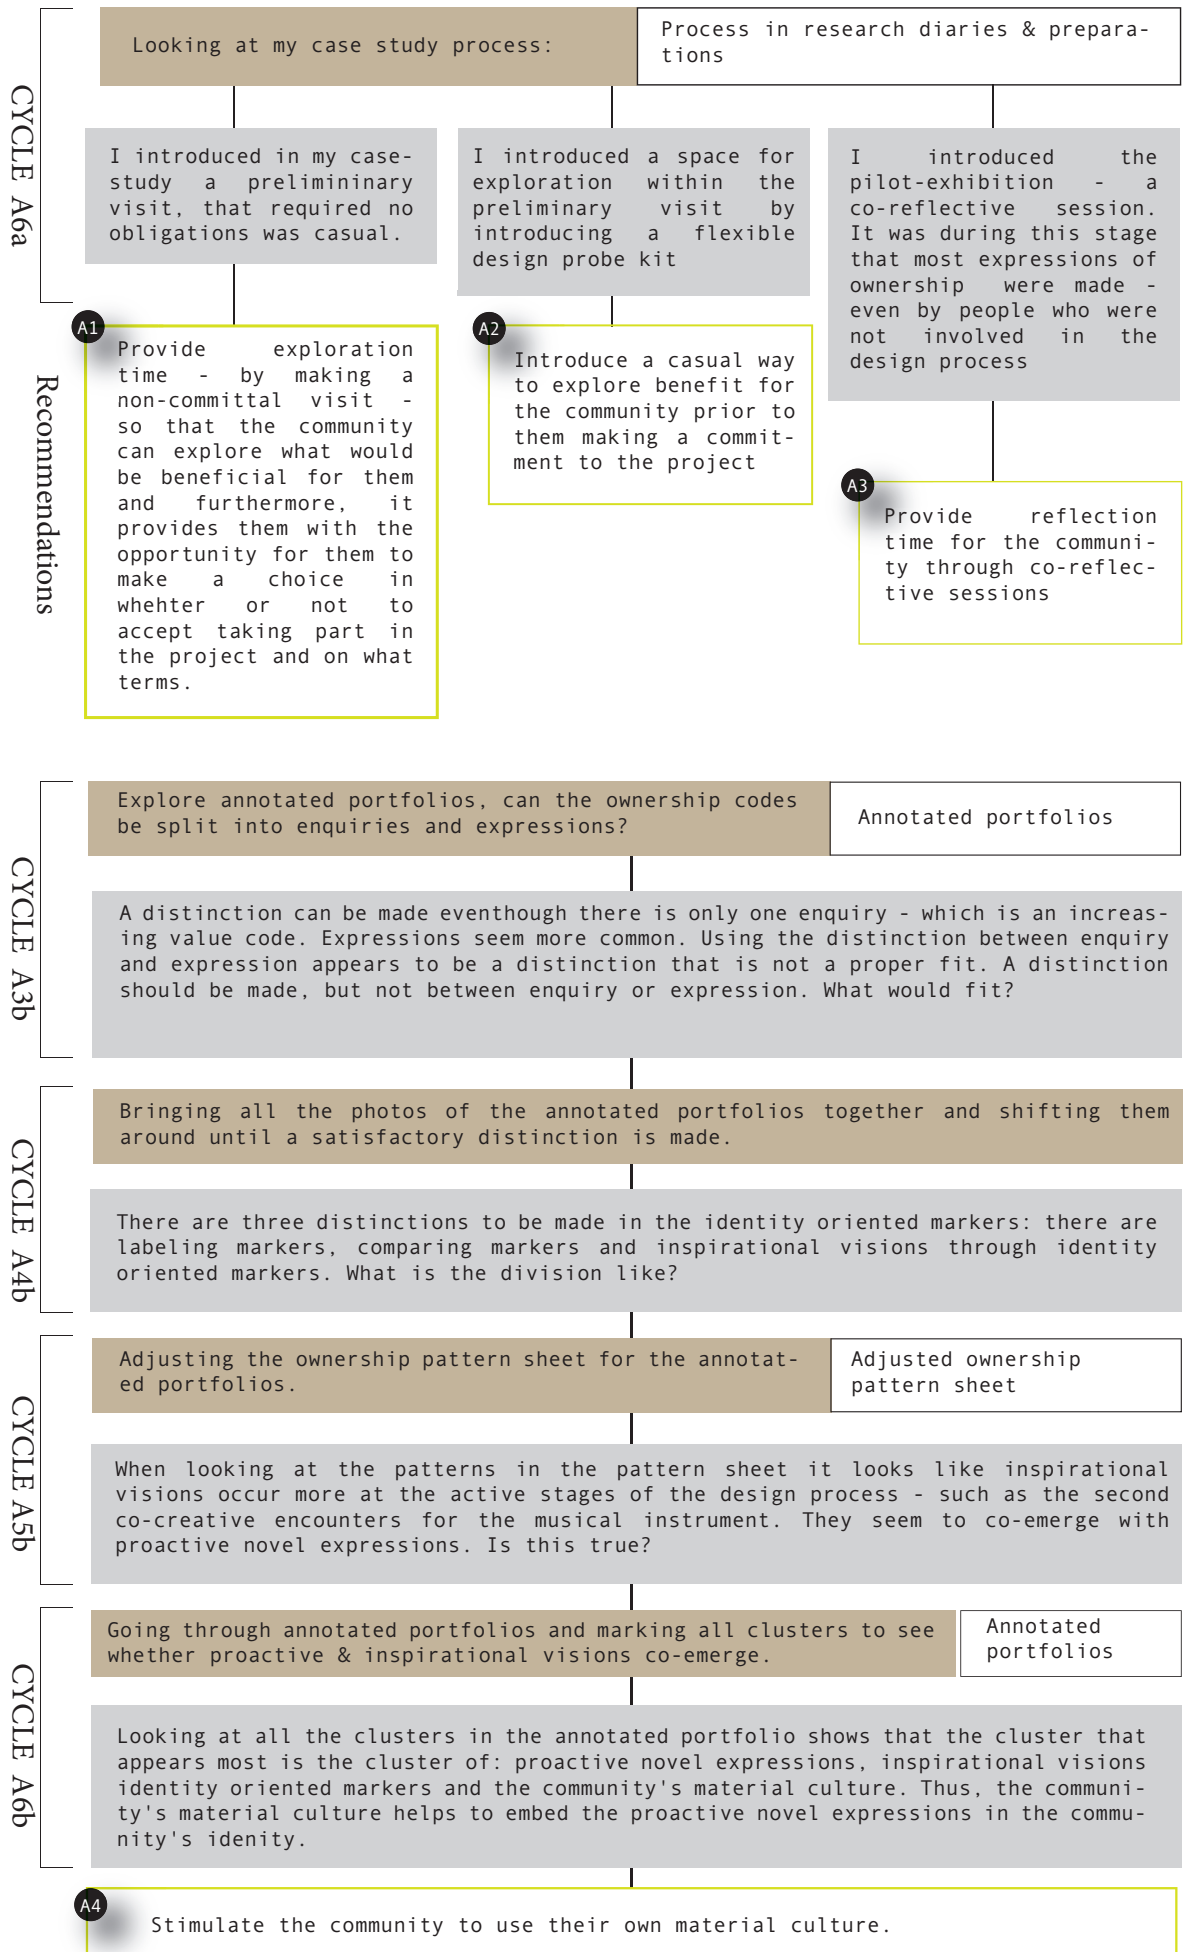 CYCLE A6a
Looking at my case study process:
Process in research diaries & prepara-
tions
I introduced in my case-
study a prelimininary
visit, that required no
obligations was casual.
I introduced a space for
exploration within the
preliminary visit by
introducing a flexible
design probe kit
I introduced the
pilot-exhibition - a
co-reflective session.
It was during this stage
that most expressions of
ownership were made -
even by people who were
not involved in the
design process
Recommendations
A1
Provide exploration
time - by making a
non-committal visit -
so that the community
can explore what would
be beneficial for them
and furthermore, it
provides them with the
opportunity for them to
make a choice in
whehter or not to
accept taking part in
the project and on what
terms.
A2
Introduce a casual way
to explore benefit for
the community prior to
them making a commit-
ment to the project
A3
Provide reflection
time for the communi-
ty through co-reflec-
tive sessions
CYCLE A3b
Explore annotated portfolios, can the ownership codes
be split into enquiries and expressions?
Annotated portfolios
A distinction can be made eventhough there is only one enquiry - which is an increas-
ing value code. Expressions seem more common. Using the distinction between enquiry
and expression appears to be a distinction that is not a proper fit. A distinction
should be made, but not between enquiry or expression. What would fit?
CYCLE A4b
Bringing all the photos of the annotated portfolios together and shifting them
around until a satisfactory distinction is made.
There are three distinctions to be made in the identity oriented markers: there are
labeling markers, comparing markers and inspirational visions through identity
oriented markers. What is the division like?
CYCLE A5b
Adjusting the ownership pattern sheet for the annotat-
ed portfolios.
Adjusted ownership
pattern sheet
When looking at the patterns in the pattern sheet it looks like inspirational
visions occur more at the active stages of the design process - such as the second
co-creative encounters for the musical instrument. They seem to co-emerge with
proactive novel expressions. Is this true?
CYCLE A6b
Going through annotated portfolios and marking all clusters to see
whether proactive & inspirational visions co-emerge.
Annotated
portfolios
Looking at all the clusters in the annotated portfolio shows that the cluster that
appears most is the cluster of: proactive novel expressions, inspirational visions
identity oriented markers and the community's material culture. Thus, the communi-
ty's material culture helps to embed the proactive novel expressions in the commu-
nity's idenity.
A4
Stimulate the community to use their own material culture.